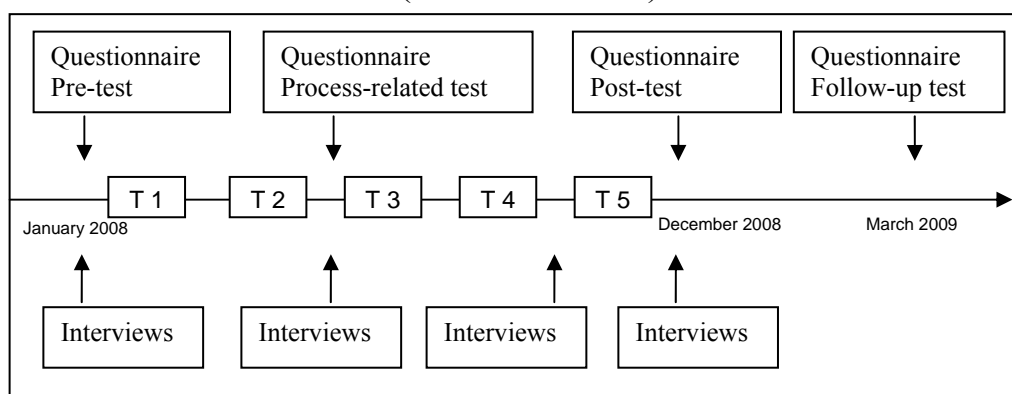 Questionnaire
Pre-test
Questionnaire
Process-related test
Questionnaire
Post-test
Questionnaire
Follow-up test
T 1
T 2
T 3
T 4
T 5
January 2008
December 2008
March 2009
Interviews
Interviews
Interviews
Interviews